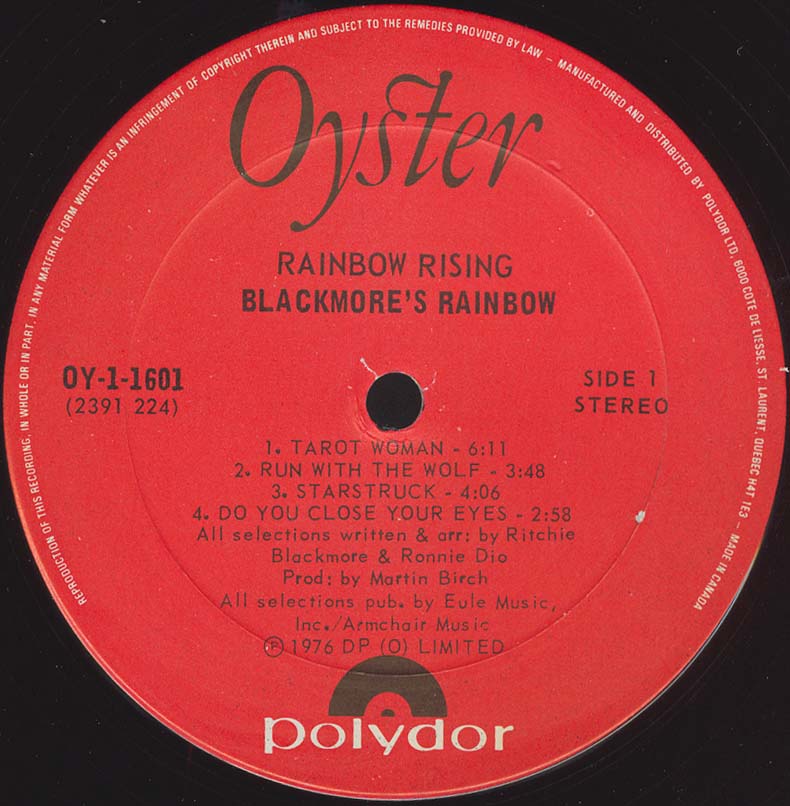 REPRODUCTION OF THIS RECORDING, IN WHOLE OR IN PART, IN ANY MATERIAL FORM WHATEVER IS AN INFRINGEMENT OF COPYRIGHT THEREIN AND SUBJECT TO THE REMEDIES PROVIDED BY LAW – MANUFACTURED AND DISTRIBUTED BY POLYDOR LTD. 6000 COTE DE LIESSE, ST. LAURENT, QUEBEC H4T 1E3 – MADE IN CANADA
Oyster
RAINBOW RISING
BLACKMORE'S RAINBOW
OY-1-1601
(2391 224)
SIDE 1
STEREO
1. TAROT WOMAN - 6:11
2. RUN WITH THE WOLF - 3:48
3. STARSTRUCK - 4:06
4. DO YOU CLOSE YOUR EYES - 2:58
All selections written & arr: by Ritchie
Blackmore & Ronnie Dio
Prod: by Martin Birch
All selections pub. by Eule Music,
Inc./Armchair Music
Ⓟ 1976 DP (O) LIMITED
polydor